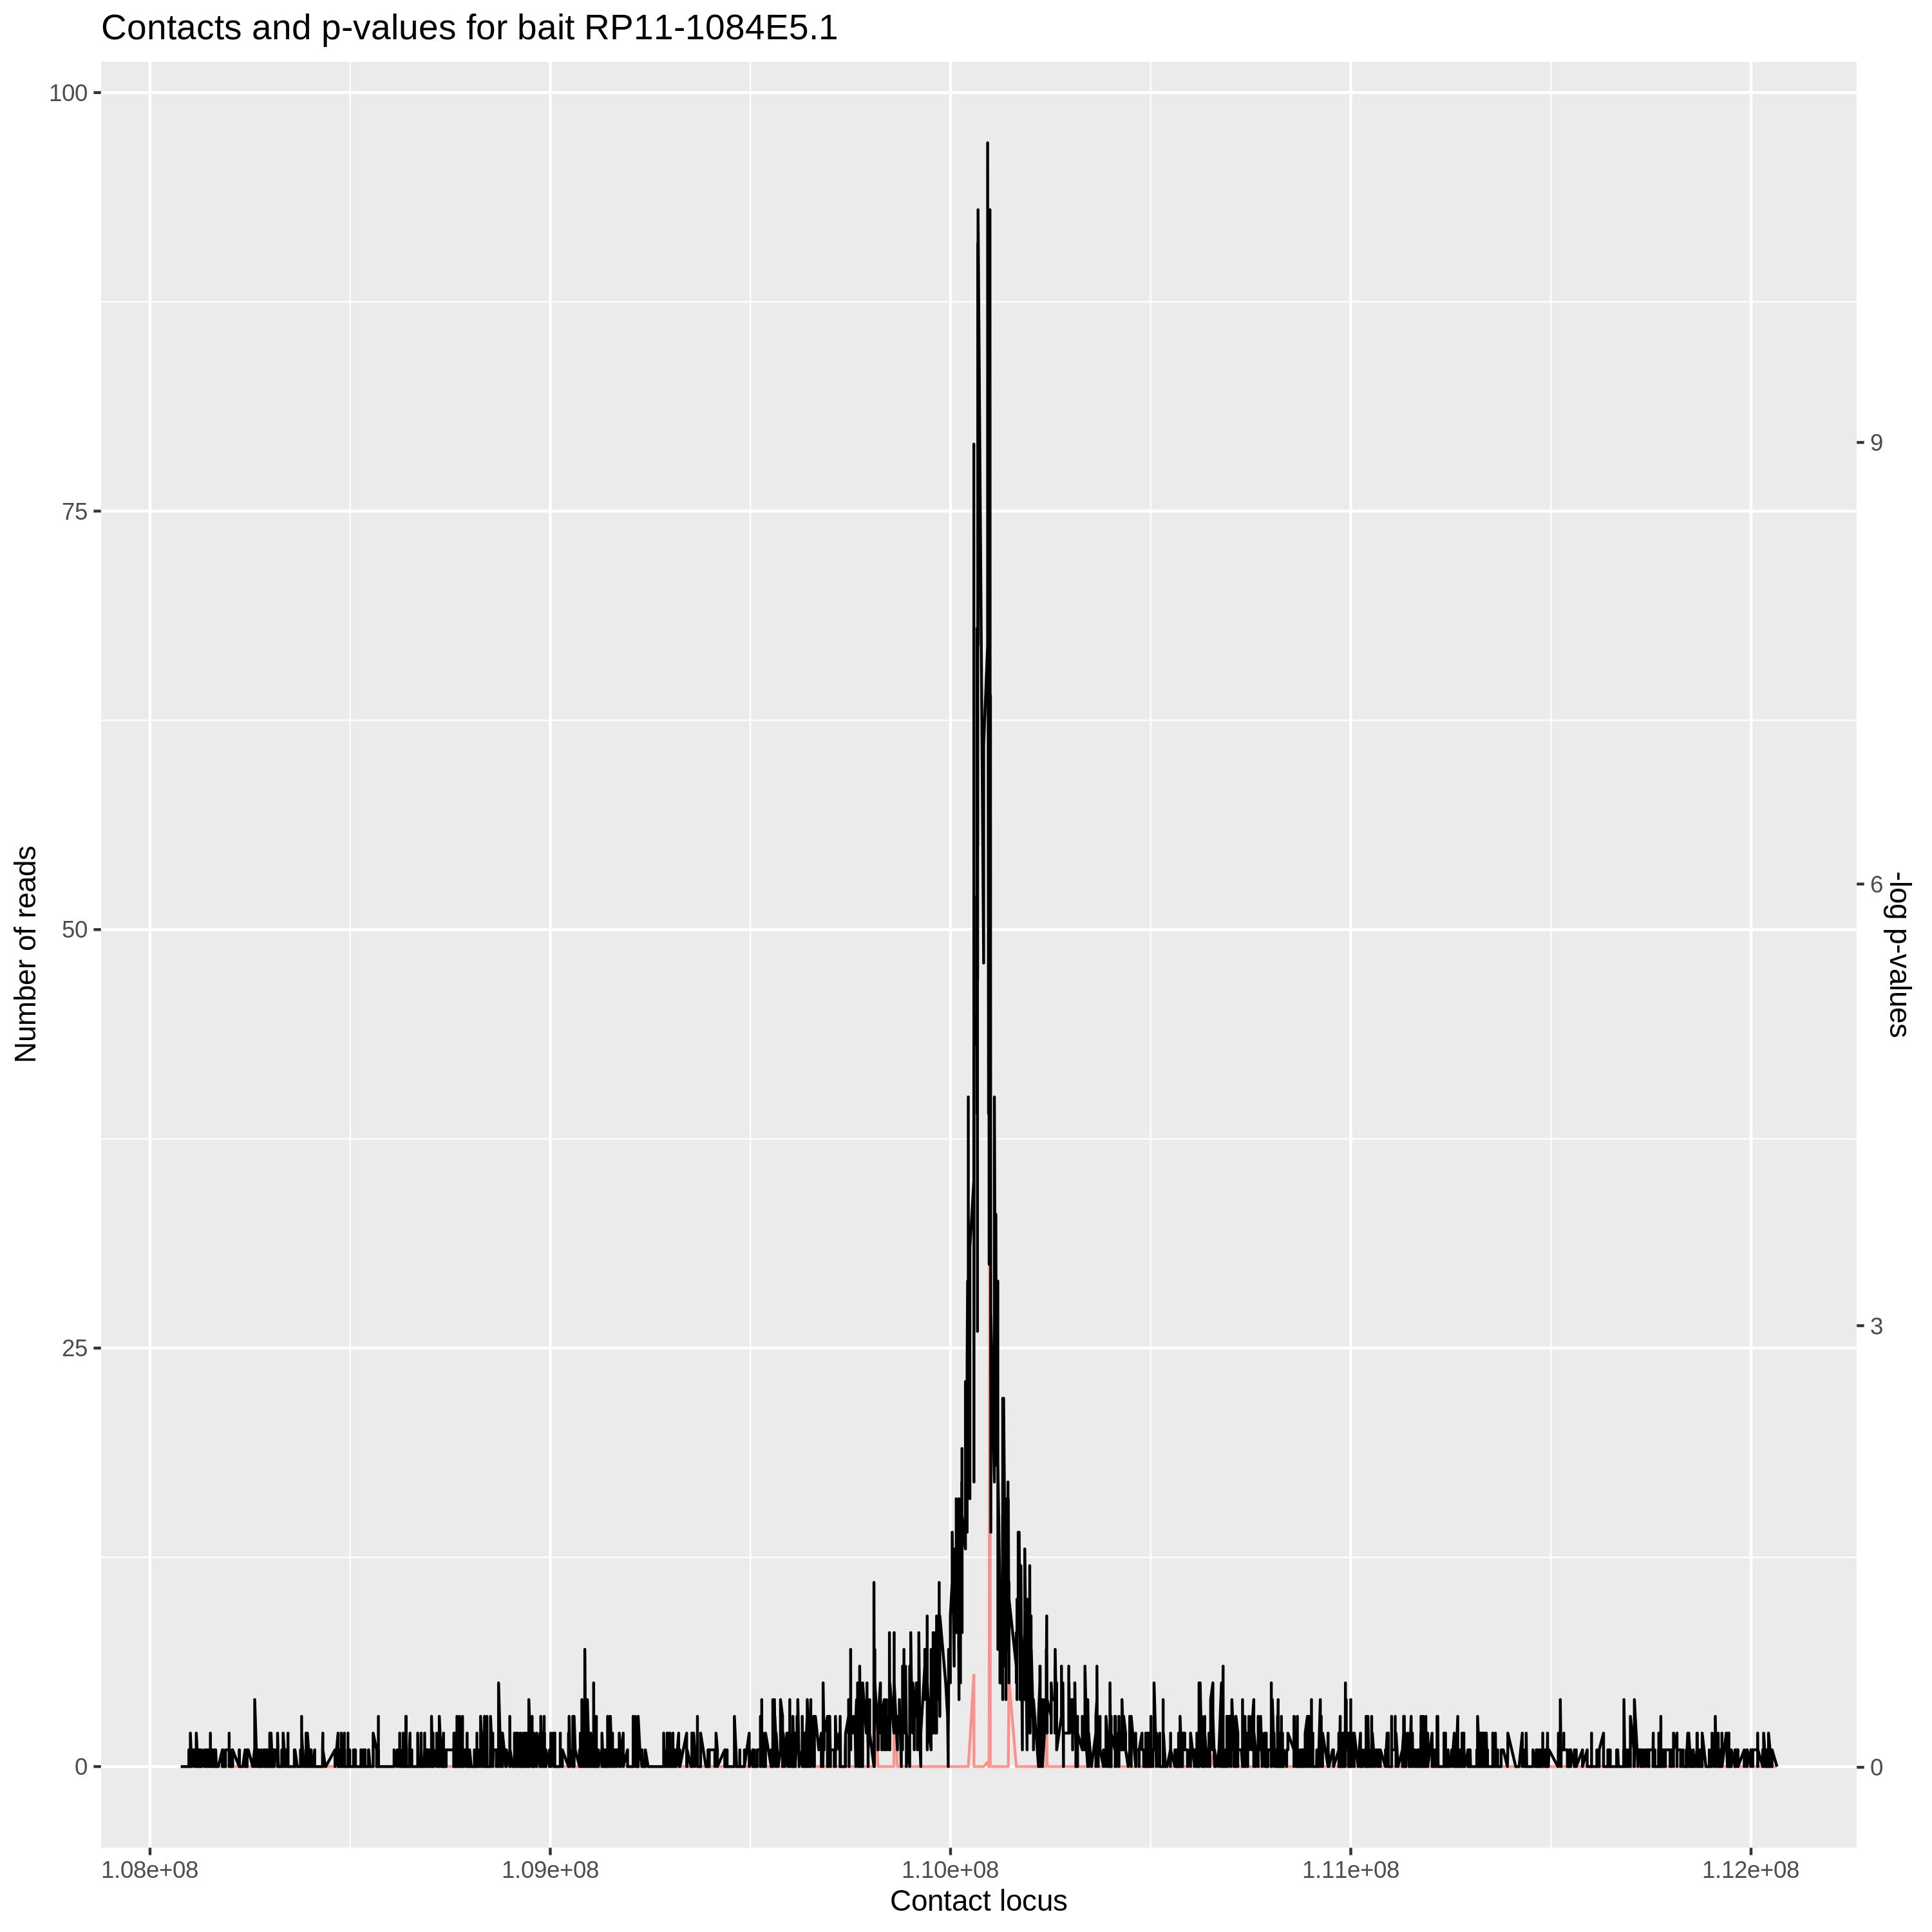 Contacts and p-values for bait RP11-1084E5.1
100
75
50
25
0
Number of reads
9
6
3
0
-log p-values
1.08e+08
1.09e+08
1.10e+08
1.11e+08
1.12e+08
Contact locus